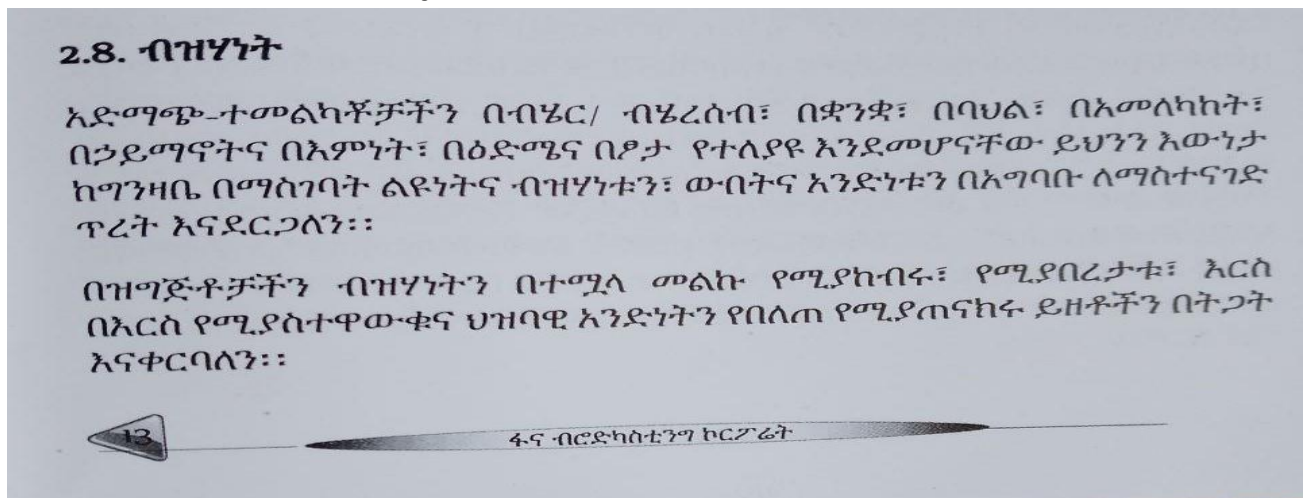 2.8. ብዝሃነት
አድማጭ-ተመልካቾቻችን በብሄር/ ብሄረሰብ፣ በቋንቋ፣ በባህል፣ በአመለካከት፣
በኃይማኖትና በእምነት፣ በዕድሜና በፆታ የተለያዩ እንደመሆናቸው ይህንን እውነታ
ከግንዛቤ በማስገባት ልዩነትና ብዝሃነቱን፣ ውበትና አንድነቱን በአግባቡ ለማስተናገድ
ጥረት እናደርጋለን፡፡
በዝግጅቶቻችን ብዝሃነትን በተሟላ መልኩ የሚያከብሩ፣ የሚያበረታቱ፣ እርስ
በእርስ የሚያስተዋውቁና ህዝባዊ አንድነትን የበለጠ የሚያጠናክሩ ይዘቶችን በትጋት
እናቀርባለን፡፡
13
ፋና ብሮድካስቲንግ ኮርፖሬት